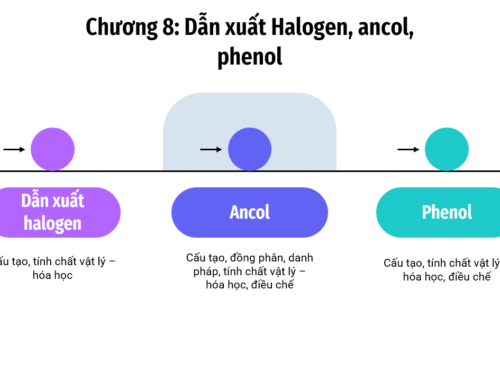 Chương 8: Dẫn xuất Halogen, ancol,
phenol
Dẫn xuất
halogen
Ancol
Phenol
tạo, tính chất vật lý –
hóa học
Cấu tạo, đồng phân, danh
pháp, tính chất vật lý –
hóa học, điều chế
Cấu tạo, tính chất vật lý
hóa học, điều chế